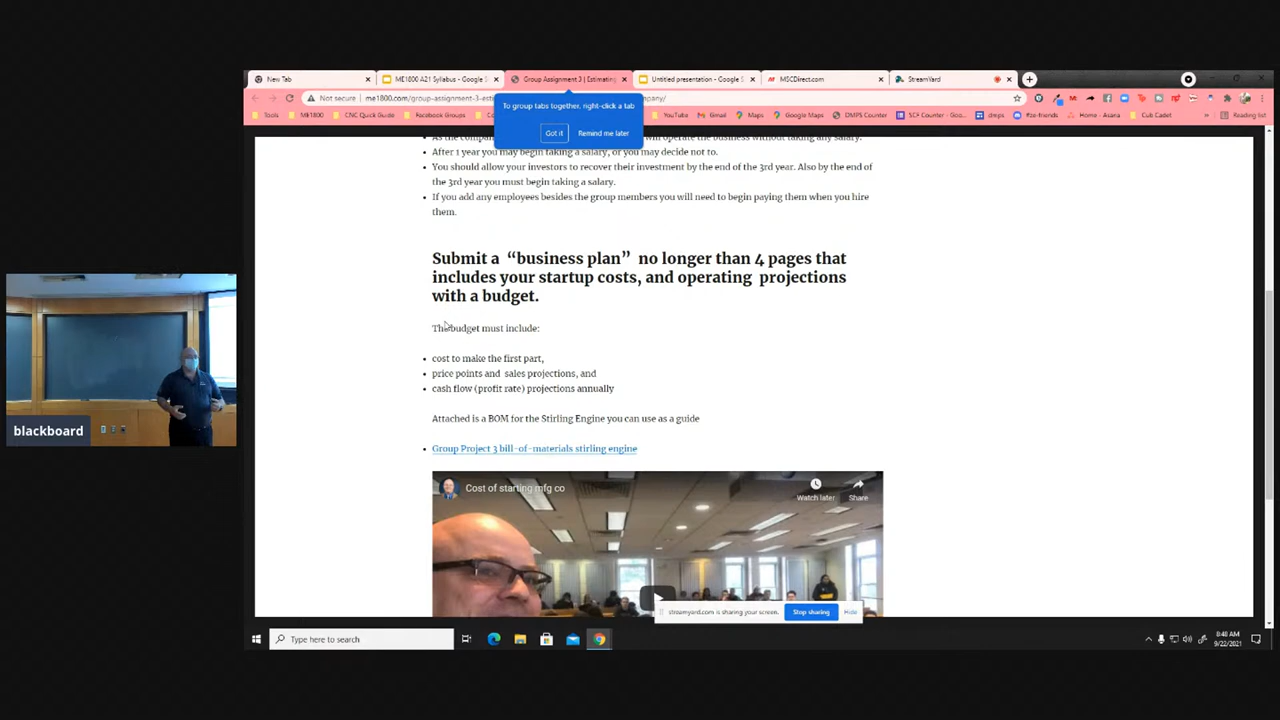 New Tab
ME1800 A21 Syllabus - Google S
Group Assignment 3 | Estimating
Untitled presentation - Google S
MSCDirect.com
StreamYard
Not secure | me1800.com/group-assignment-3-est
pany/
To group tabs together, right-click a tab
Got it
Remind me later
Tools
ME1800
CNC Quick Guide
Facebook Groups
YouTube
Gmail
Maps
Google Maps
DMPS Counter
SCF Counter - Goo
dmps
#ze-friends
Home - Asana
Cub Cadet
Reading list
As the compan
will operate the business without taking any salary.
After 1 year you may begin taking a salary, or you may decide not to.
You should allow your investors to recover their investment by the end of the 3rd year. Also by the end of
the 3rd year you must begin taking a salary.
If you add any employees besides the group members you will need to begin paying them when you hire
them.
Submit a “business plan” no longer than 4 pages that
includes your startup costs, and operating projections
with a budget.
The budget must include:
cost to make the first part,
price points and sales projections, and
cash flow (profit rate) projections annually
Attached is a BOM for the Stirling Engine you can use as a guide
Group Project 3 bill-of-materials stirling engine
Cost of starting mfg co
Watch later
Share
streamyard.com is sharing your screen.
Stop sharing
Hide
blackboard
Type here to search
8:40 AM
9/22/2021